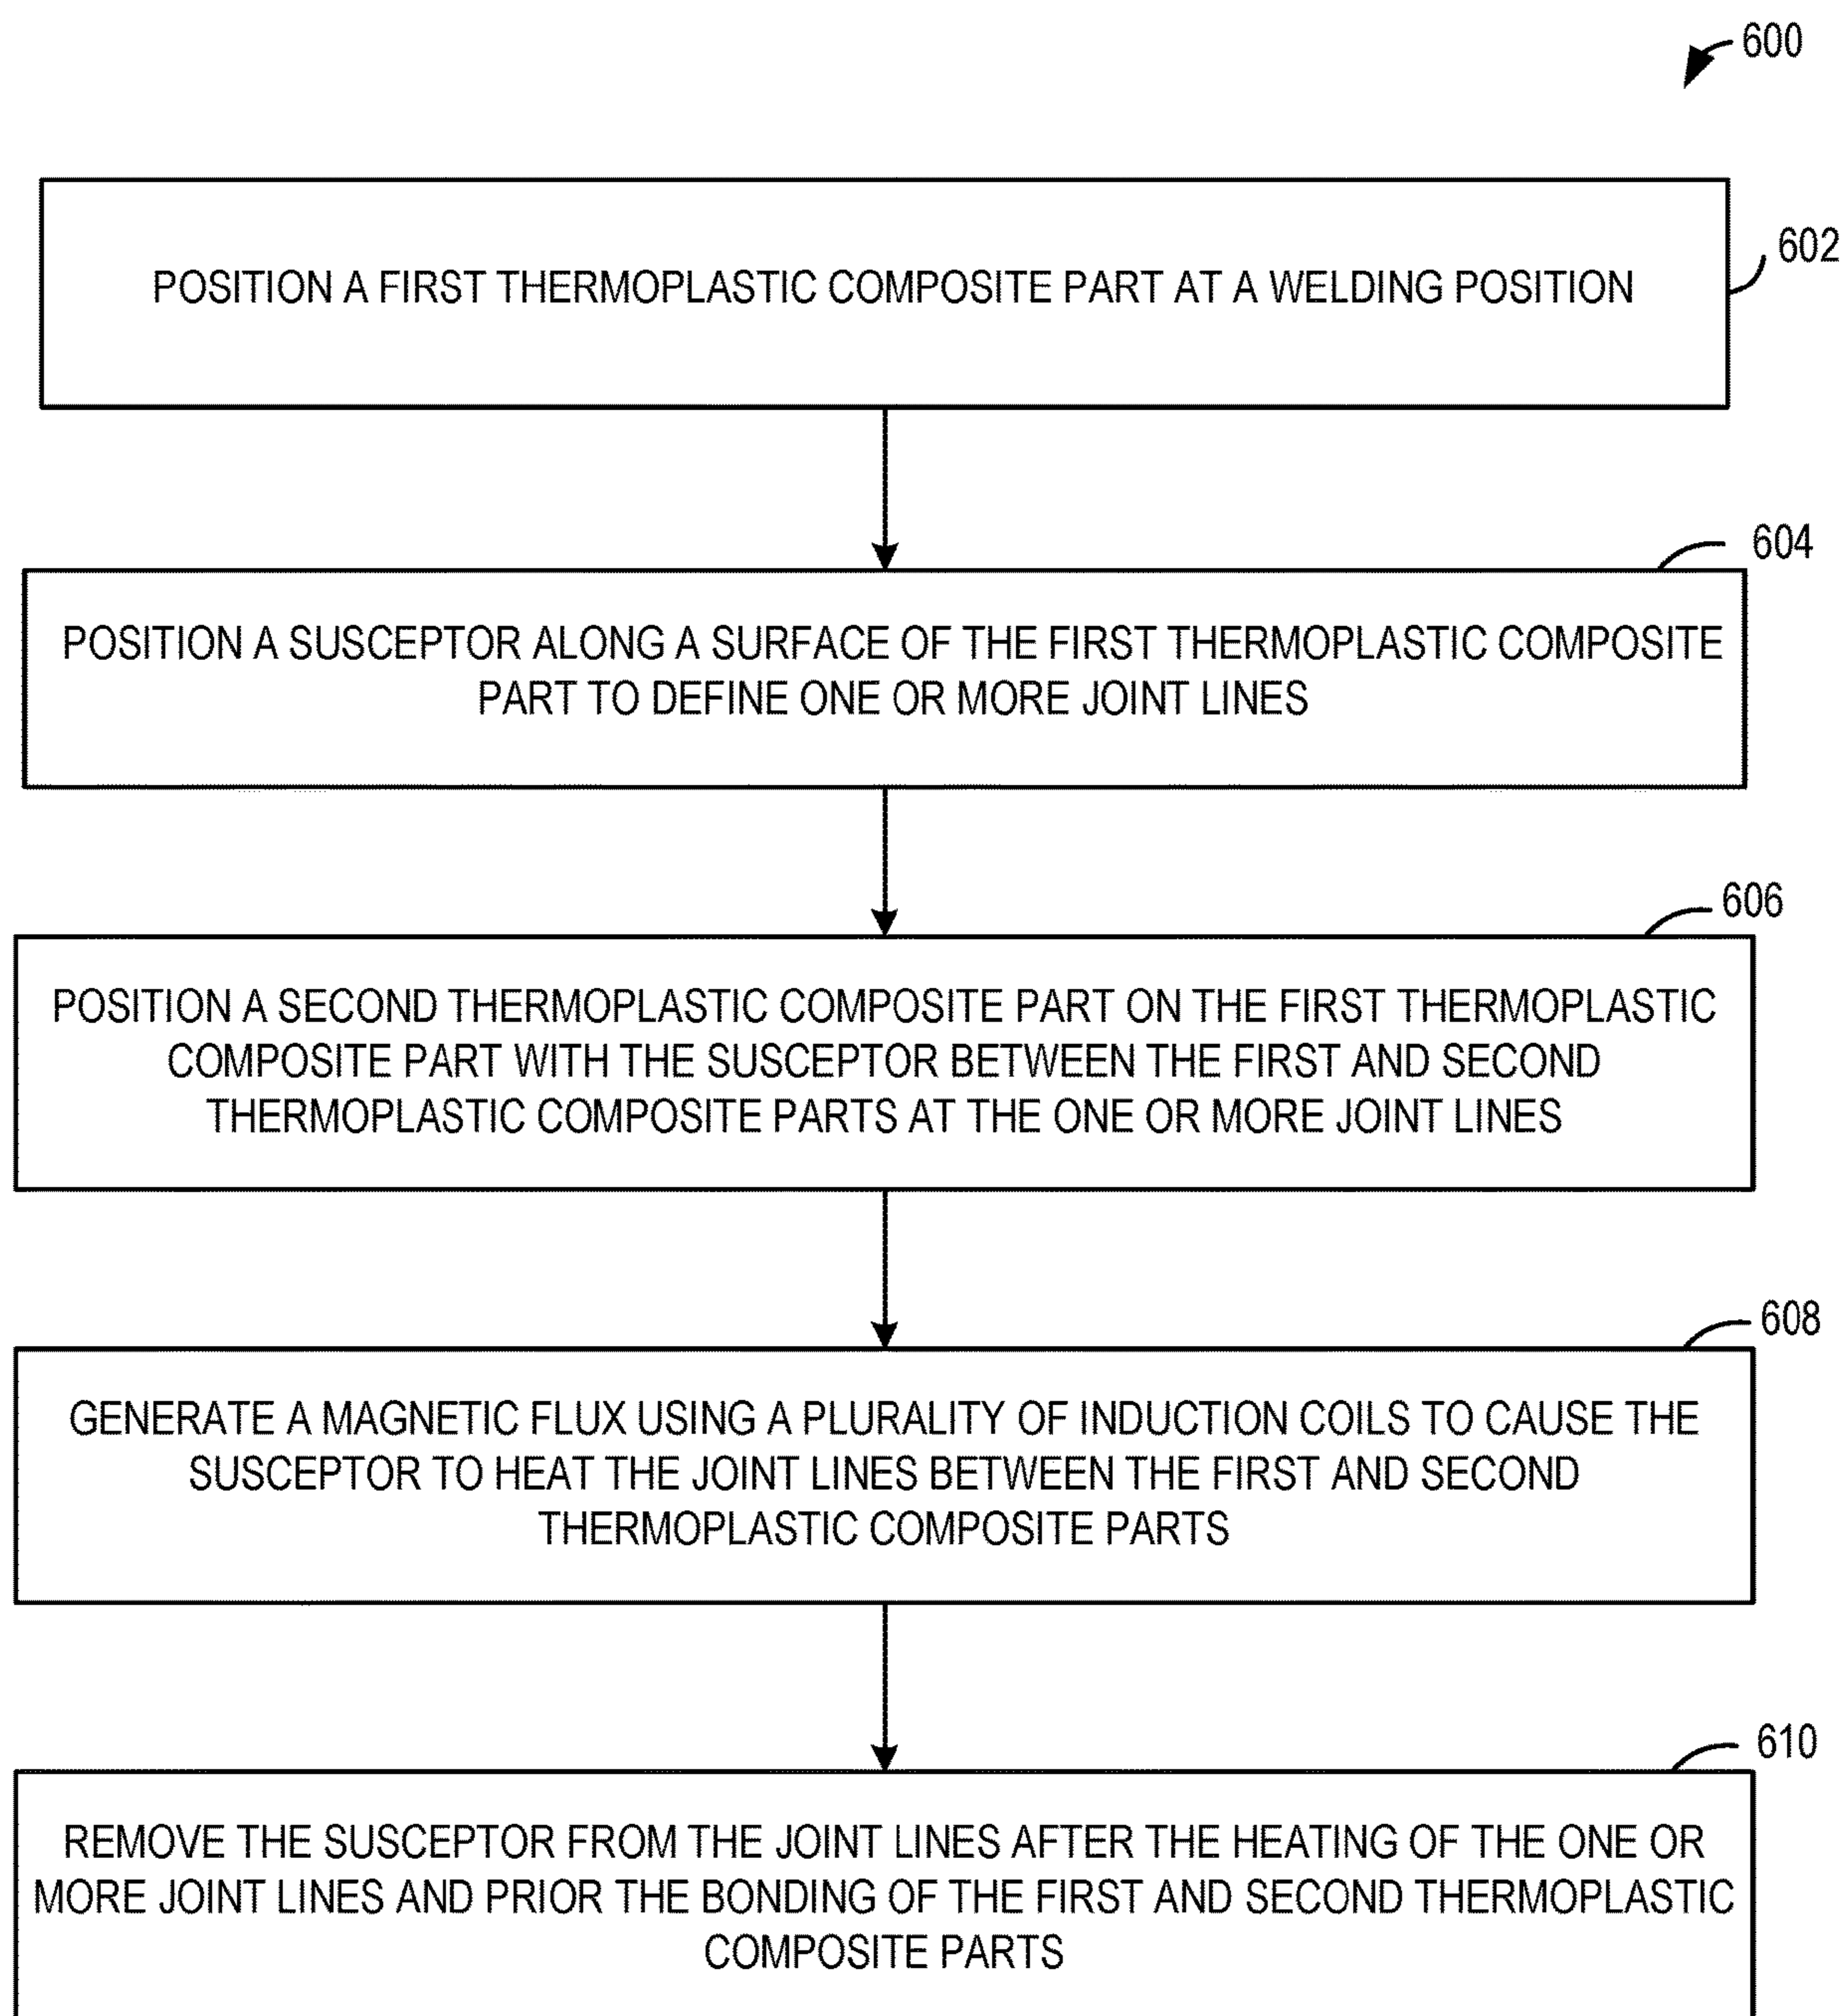 600
POSITION A FIRST THERMOPLASTIC COMPOSITE PART AT A WELDING POSITION
602
604
POSITION A SUSCEPTOR ALONG A SURFACE OF THE FIRST THERMOPLASTIC COMPOSITE
PART TO DEFINE ONE OR MORE JOINT LINES
606
POSITION A SECOND THERMOPLASTIC COMPOSITE PART ON THE FIRST THERMOPLASTIC
COMPOSITE PART WITH THE SUSCEPTOR BETWEEN THE FIRST AND SECOND
THERMOPLASTIC COMPOSITE PARTS AT THE ONE OR MORE JOINT LINES
608
GENERATE A MAGNETIC FLUX USING A PLURALITY OF INDUCTION COILS TO CAUSE THE
SUSCEPTOR TO HEAT THE JOINT LINES BETWEEN THE FIRST AND SECOND
THERMOPLASTIC COMPOSITE PARTS
610
REMOVE THE SUSCEPTOR FROM THE JOINT LINES AFTER THE HEATING OF THE ONE OR
MORE JOINT LINES AND PRIOR THE BONDING OF THE FIRST AND SECOND THERMOPLASTIC
COMPOSITE PARTS